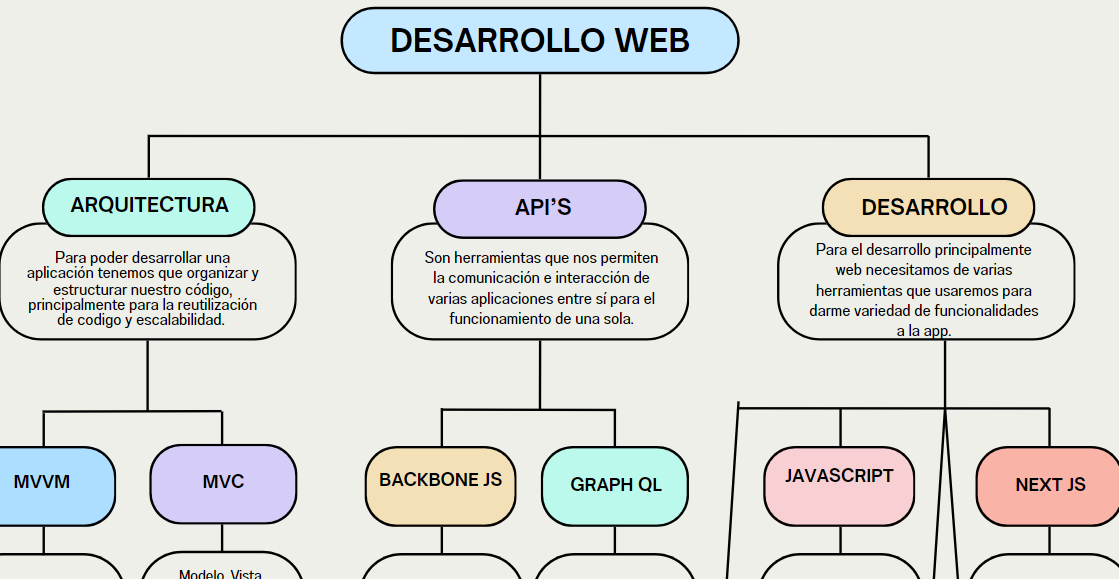 DESARROLLO WEB
ARQUITECTURA
Para poder desarrollar una
aplicación tenemos que organizar y
estructurar nuestro código,
principalmente para la reutilización
de codigo y escalabilidad.
API'S
Son herramientas que nos permiten
la comunicación e interacción de
varias aplicaciones entre sí para el
funcionamiento de una sola.
DESARROLLO
Para el desarrollo principalmente
web necesitamos de varias
herramientas que usaremos para
darme variedad de funcionalidades
a la app.
MVVM
MVC
BACKBONE JS
GRAPH QL
JAVASCRIPT
NEXT JS
Modelo, Vista